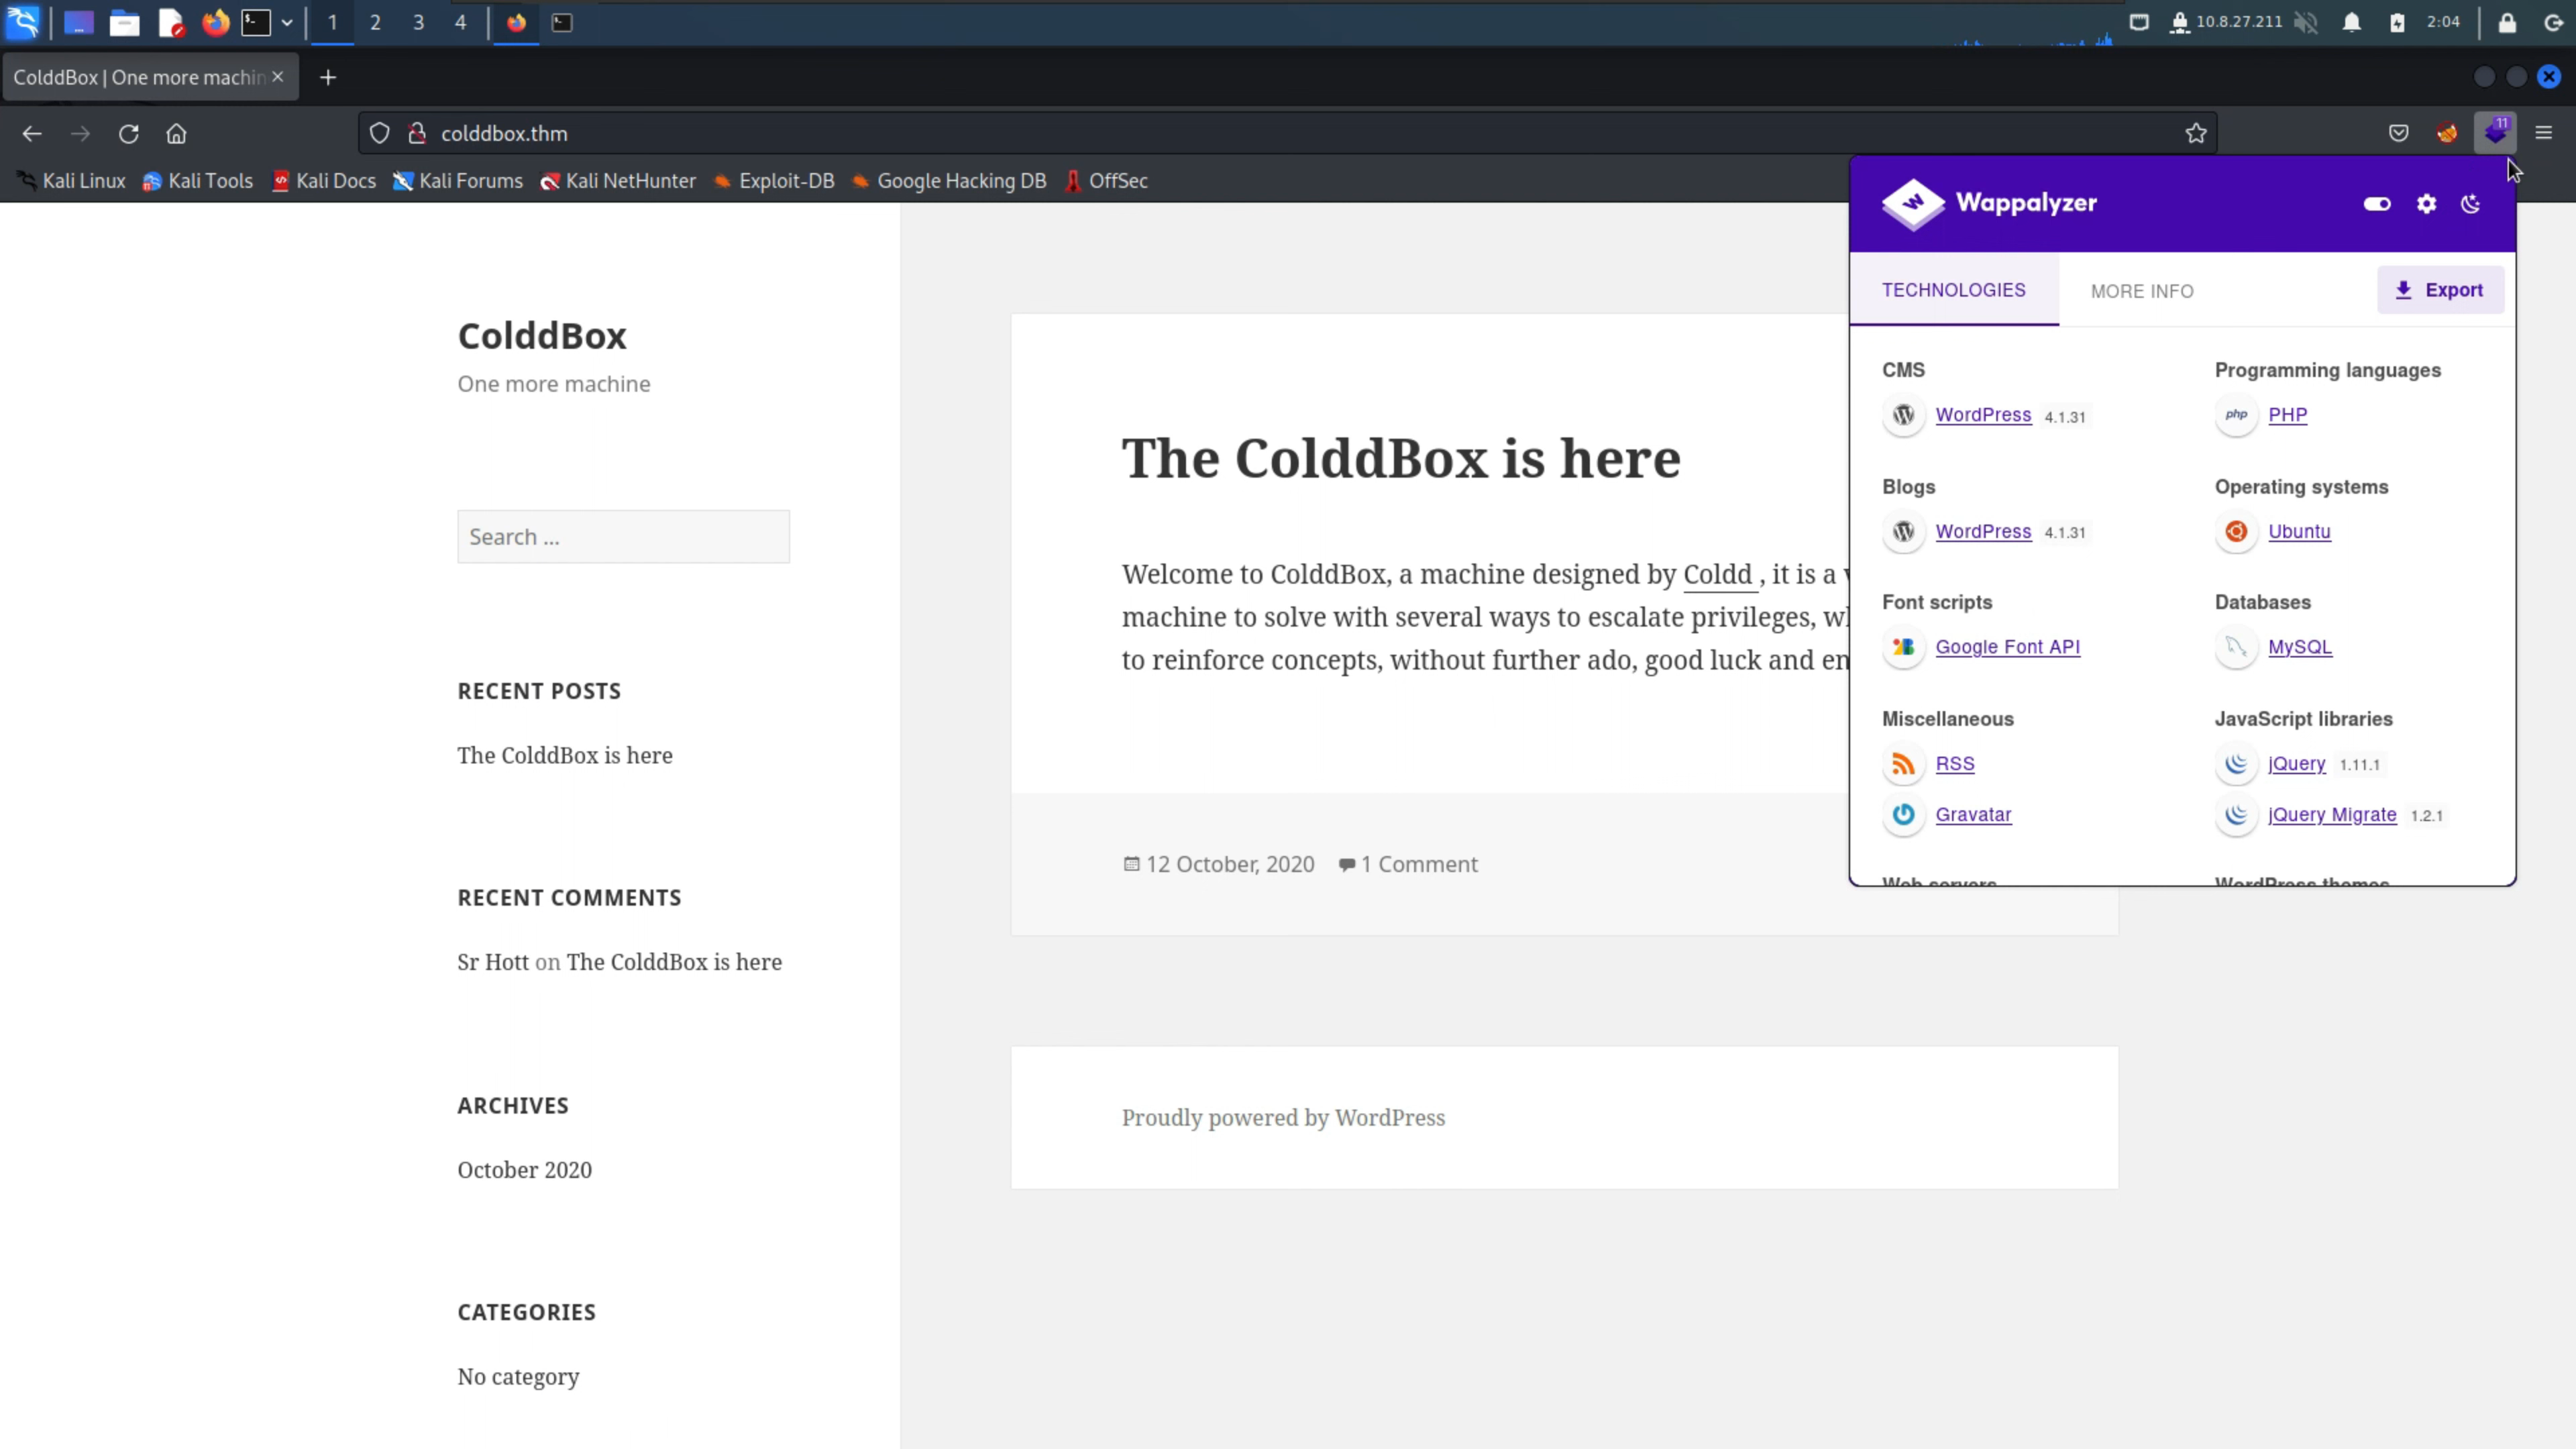 1 2 3 4 10.8.27.211 2:04
ColddBox | One more machin
colddbox.thm 11
Kali Linux Kali Tools Kali Docs Kali Forums Kali NetHunter Exploit-DB Google Hacking DB OffSec
ColddBox
One more machine
Search ...
RECENT POSTS
The ColddBox is here
RECENT COMMENTS
Sr Hott on The ColddBox is here
ARCHIVES
October 2020
CATEGORIES
No category
The ColddBox is here
Welcome to ColddBox, a machine designed by Coldd , it is a
machine to solve with several ways to escalate privileges,
to reinforce concepts, without further ado, good luck and
12 October, 2020 1 Comment
Proudly powered by WordPress
Wappalyzer
TECHNOLOGIES MORE INFO Export
CMS
WordPress 4.1.31
Blogs
WordPress 4.1.31
Font scripts
Google Font API
Miscellaneous
RSS
Gravatar
Web servers
Programming languages
php PHP
Operating systems
Ubuntu
Databases
MySQL
JavaScript libraries
jQuery 1.11.1
jQuery Migrate 1.2.1
WordPress themes